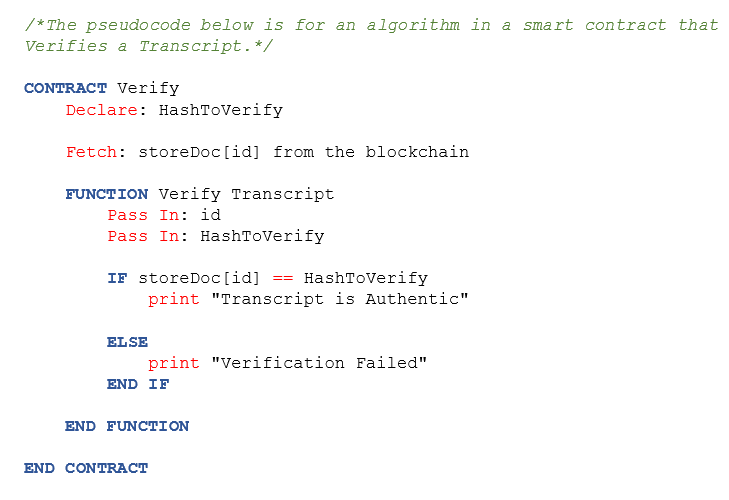 /*The pseudocode below is for an algorithm in a smart contract that
Verifies a Transcript.*/
CONTRACT Verify
Declare: HashToVerify
Fetch: storeDoc[id] from the blockchain
FUNCTION Verify Transcript
Pass In: id
Pass In: HashToVerify
IF storeDoc[id] == HashToVerify
print "Transcript is Authentic"
ELSE
print "Verification Failed"
END IF
END FUNCTION
END CONTRACT